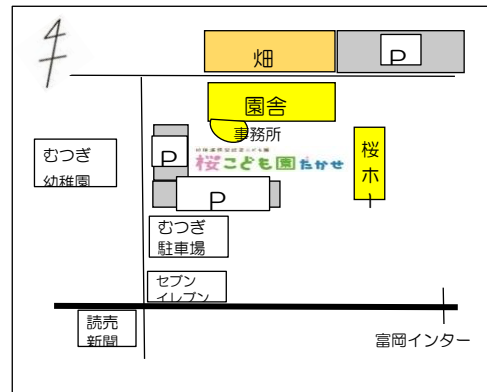 畑
P
園舎
事務所
むつぎ
幼稚園
P
桜こども園たかせ
桜
ホ
ー
P
むつぎ
駐車場
セブン
イレブン
読売
新聞
富岡インター